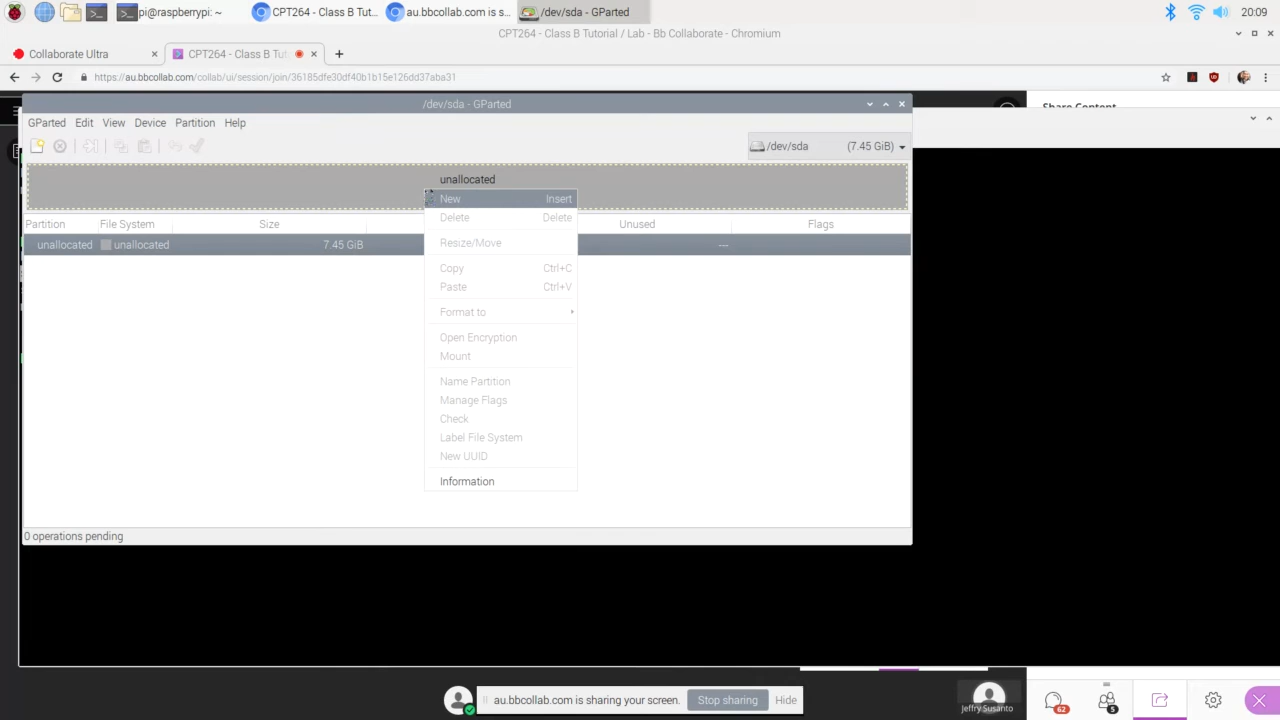 pi@raspberrypi: ~
CPT264 - Class B Tut...
au.bbcollab.com is s...
/dev/sda - GParted
20:09
CPT264 - Class B Tutorial / Lab - Bb Collaborate - Chromium
Collaborate Ultra
CPT264 - Class B Tut
https://au.bbcollab.com/collab/ui/session/join/36185dfe30df40b1b15e126dd37aba31
/dev/sda - GParted
Share Content
GParted Edit View Device Partition Help
/dev/sda (7.45 GiB)
unallocated
New Insert
Partition File System Size Unused Flags
Delete Delete
unallocated unallocated 7.45 GiB ---
Resize/Move
Copy Ctrl+C
Paste Ctrl+V
Format to
Open Encryption
Mount
Name Partition
Manage Flags
Check
Label File System
New UUID
Information
0 operations pending
au.bbcollab.com is sharing your screen. Stop sharing Hide
Jeffry Susanto
62
5